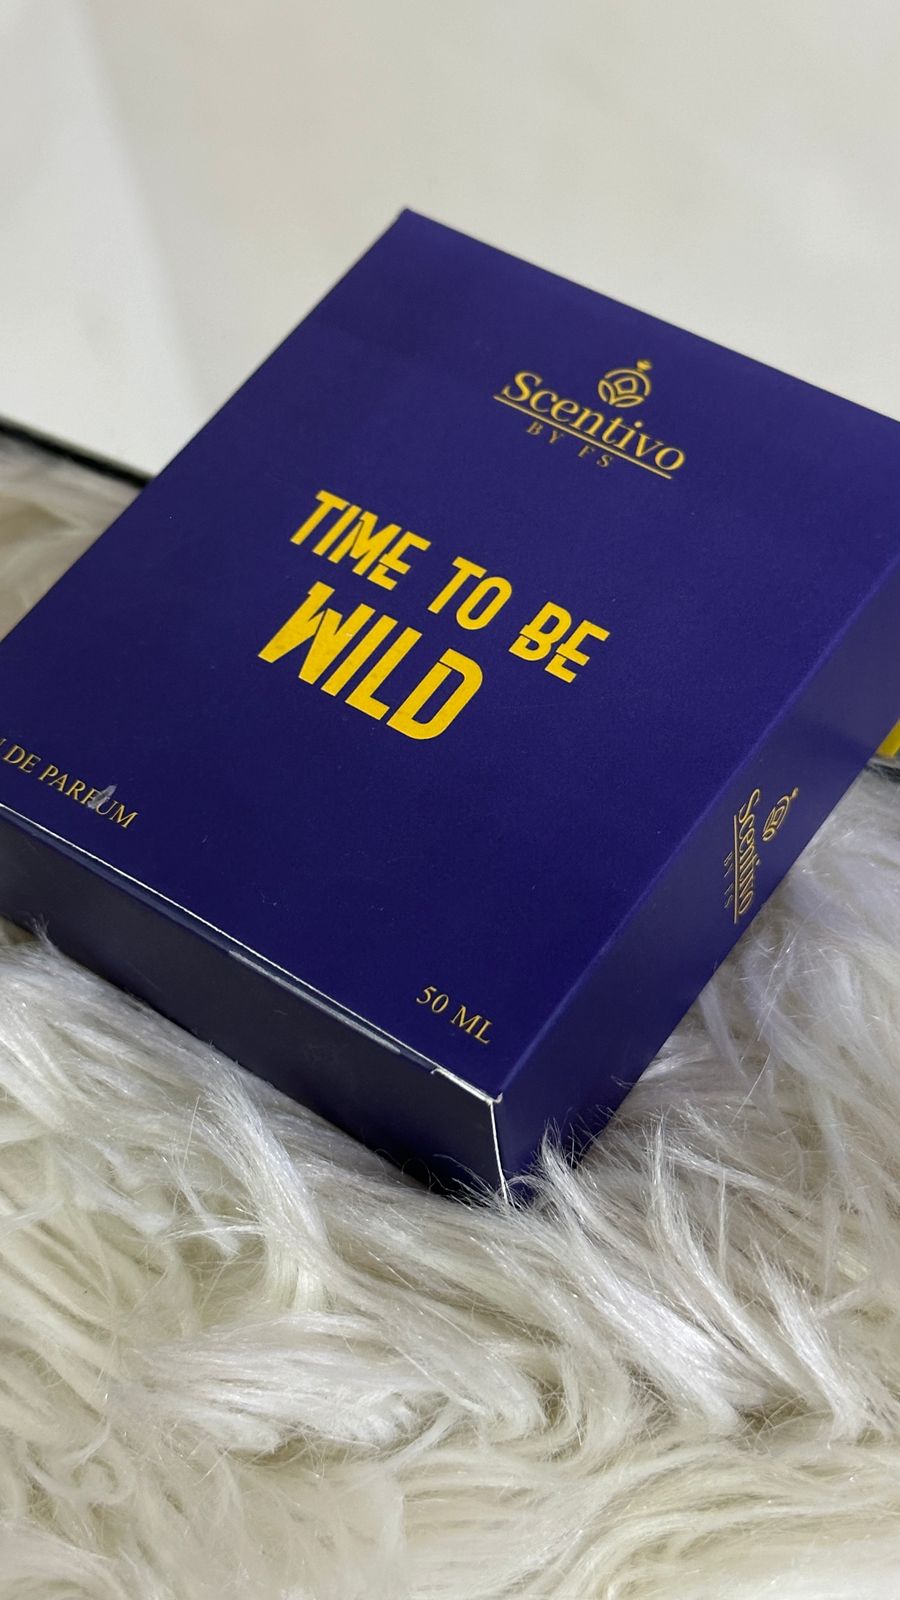 Scentivo
BY FS
TIME TO BE
WILD
DE PARFUM
50 ML
Scentivo
BY FS